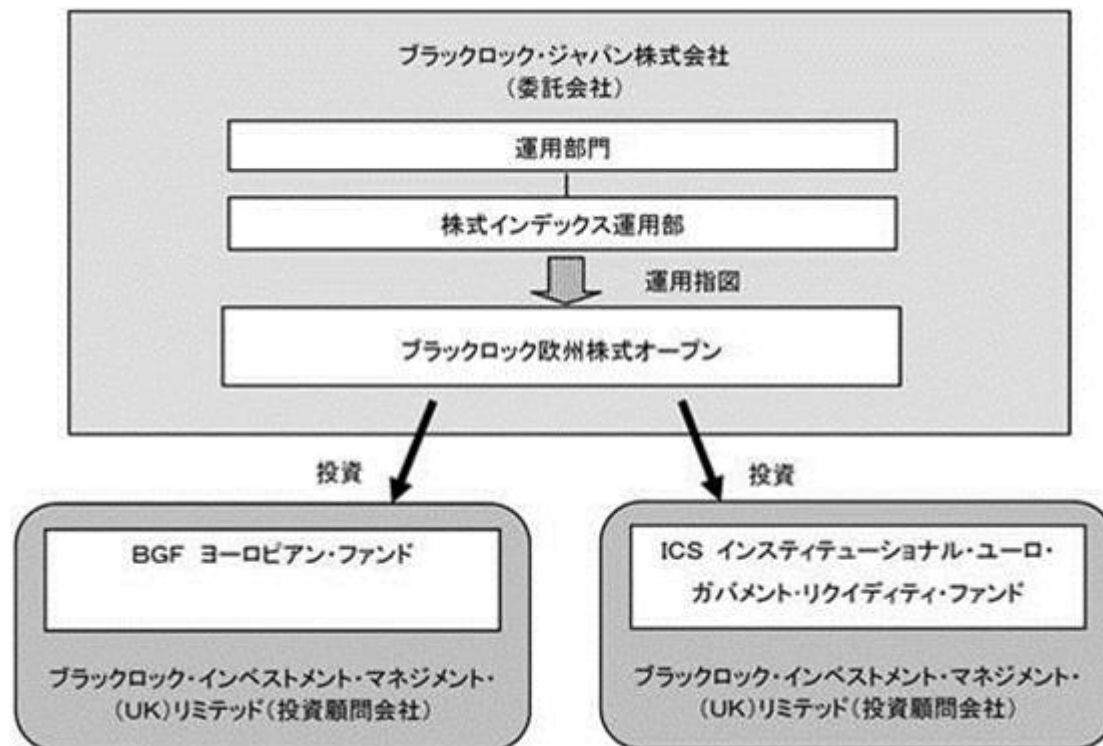 ブラックロック・ジャパン株式会社
(委託会社)
運用部門
株式インデックス運用部
運用指図
ブラックロック欧州株式オープン
投資
投資
BGF ヨーロピアン・ファンド
ブラックロック・インベストメント・マネジメント・
(UK)リミテッド(投資顧問会社)
ICS インスティテューショナル・ユーロ・
ガバメント・リクイディティ・ファンド
ブラックロック・インベストメント・マネジメント・
(UK)リミテッド(投資顧問会社)